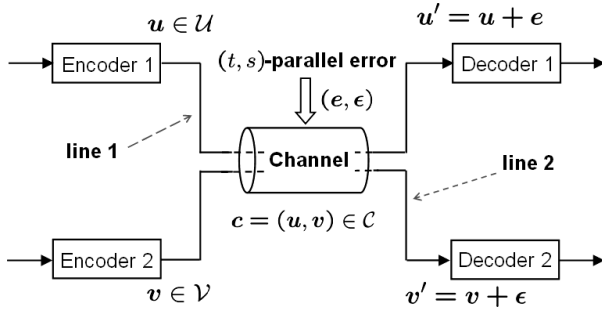 u ∈ 𝒰
u′ = u + e
Encoder 1
(t, s)-parallel error
Decoder 1
(e, ϵ)
line 1
Channel
line 2
c = (u, v) ∈ 𝒞
Encoder 2
Decoder 2
v ∈ 𝒱
v′ = v + ϵ